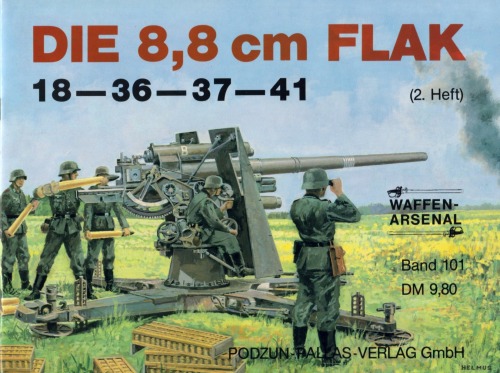 DIE 8,8 cm FLAK
18—36—37—41
(2. Heft)
WAFFEN-
ARSENAL
Band 101
DM 9,80
PODZUN-PALLAS-VERLAG GmbH
HELMUS